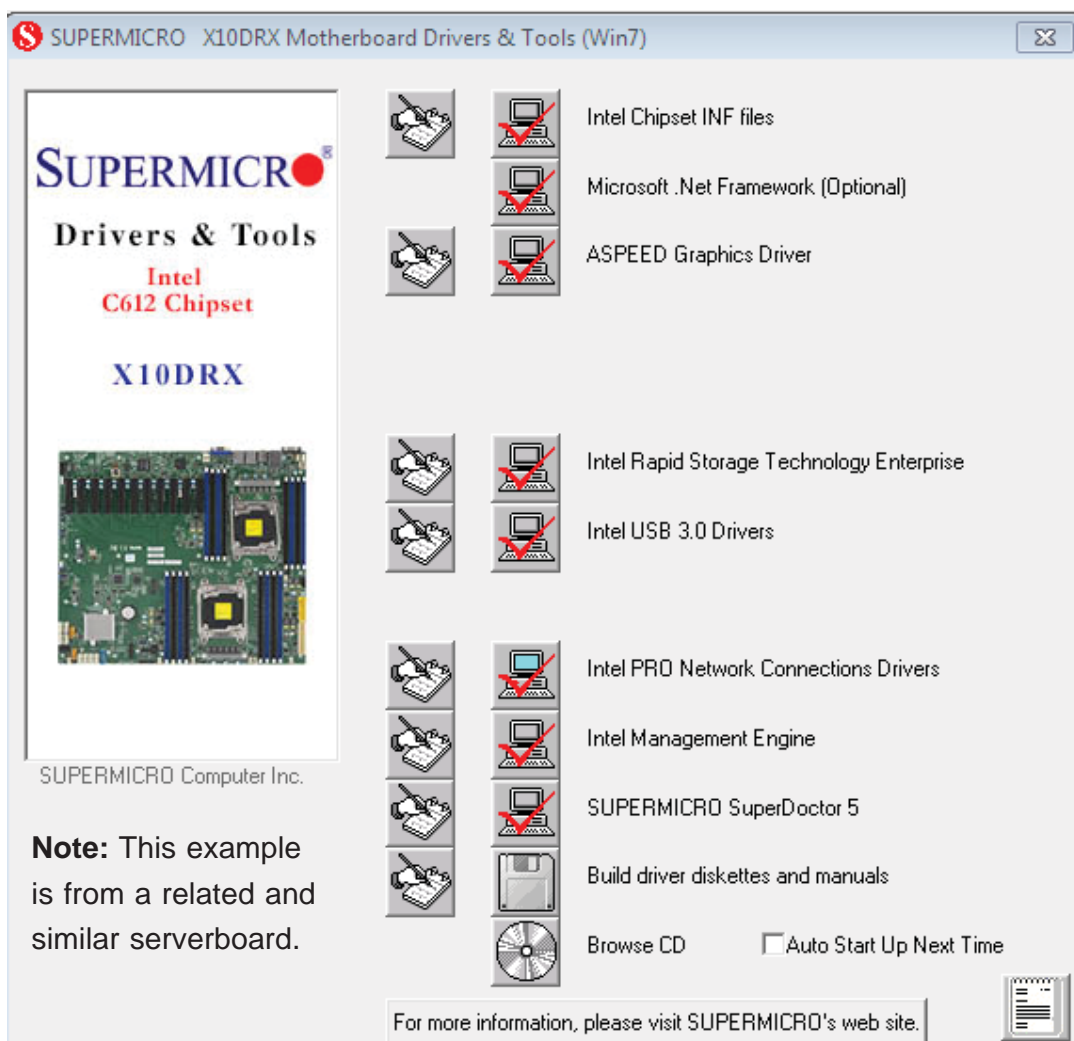 SUPERMICRO X10DRX Motherboard Drivers & Tools (Win7)
SUPERMICRO®
Drivers & Tools
Intel
C612 Chipset
X10DRX
SUPERMICRO Computer Inc.
Note: This example
is from a related and
similar serverboard.
Intel Chipset INF files
Microsoft .Net Framework (Optional)
ASPEED Graphics Driver
Intel Rapid Storage Technology Enterprise
Intel USB 3.0 Drivers
Intel PRO Network Connections Drivers
Intel Management Engine
SUPERMICRO SuperDoctor 5
Build driver diskettes and manuals
Browse CD Auto Start Up Next Time
For more information, please visit SUPERMICRO's web site.